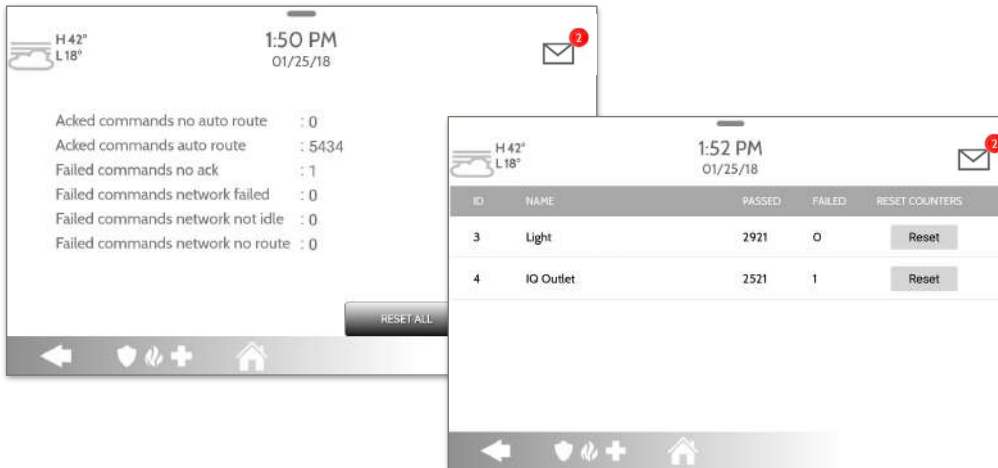 H 42°
L 18°
1:50 PM
01/25/18
2
Acked commands no auto route : 0
Acked commands auto route : 5434
Failed commands no ack : 1
Failed commands network failed : 0
Failed commands network not idle : 0
Failed commands network no route : 0
RESET ALL
H 42°
L 18°
1:52 PM
01/25/18
2
ID NAME PASSED FAILED RESET COUNTERS
3 Light 2921 0 Reset
4 IQ Outlet 2521 1 Reset